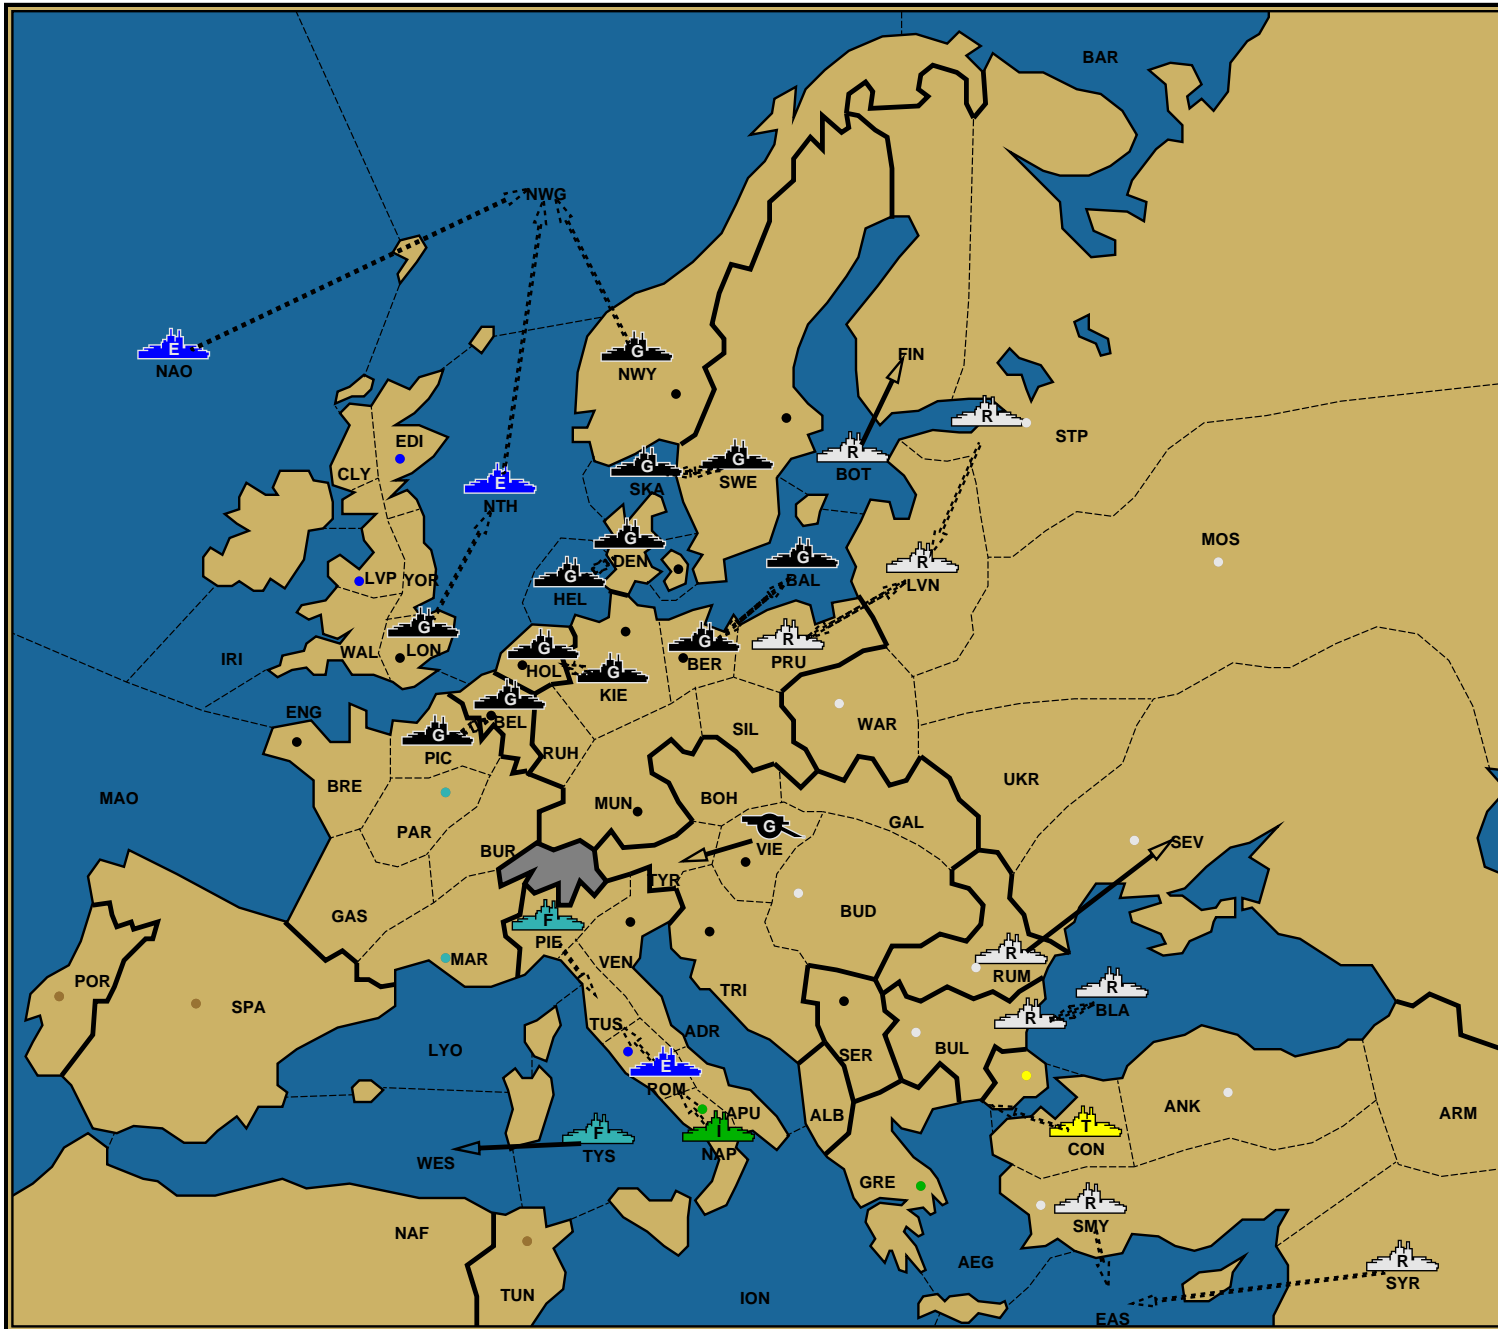 BAR
NWG
E
NAO
G
NWY
FIN
R
STP
EDI
CLY
E
NTH
G
SKA
G
SWE
R
BOT
MOS
G
DEN
G
HEL
G
BAL
R
LVN
LVP
YOR
G
LON
WAL
IRI
G
HOL
G
KIE
G
BER
R
PRU
ENG
G
BEL
G
PIC
RUH
SIL
WAR
UKR
MAO
BRE
PAR
MUN
BOH
G
VIE
GAL
SEV
BUR
TYR
BUD
GAS
F
PIE
MAR
VEN
TRI
R
RUM
POR
SPA
R
BLA
R
BUL
TUS
ADR
LYO
E
ROM
SER
ANK
ARM
APU
ALB
I
NAP
T
CON
F
TYS
WES
GRE
R
SMY
NAF
AEG
R
SYR
TUN
ION
EAS